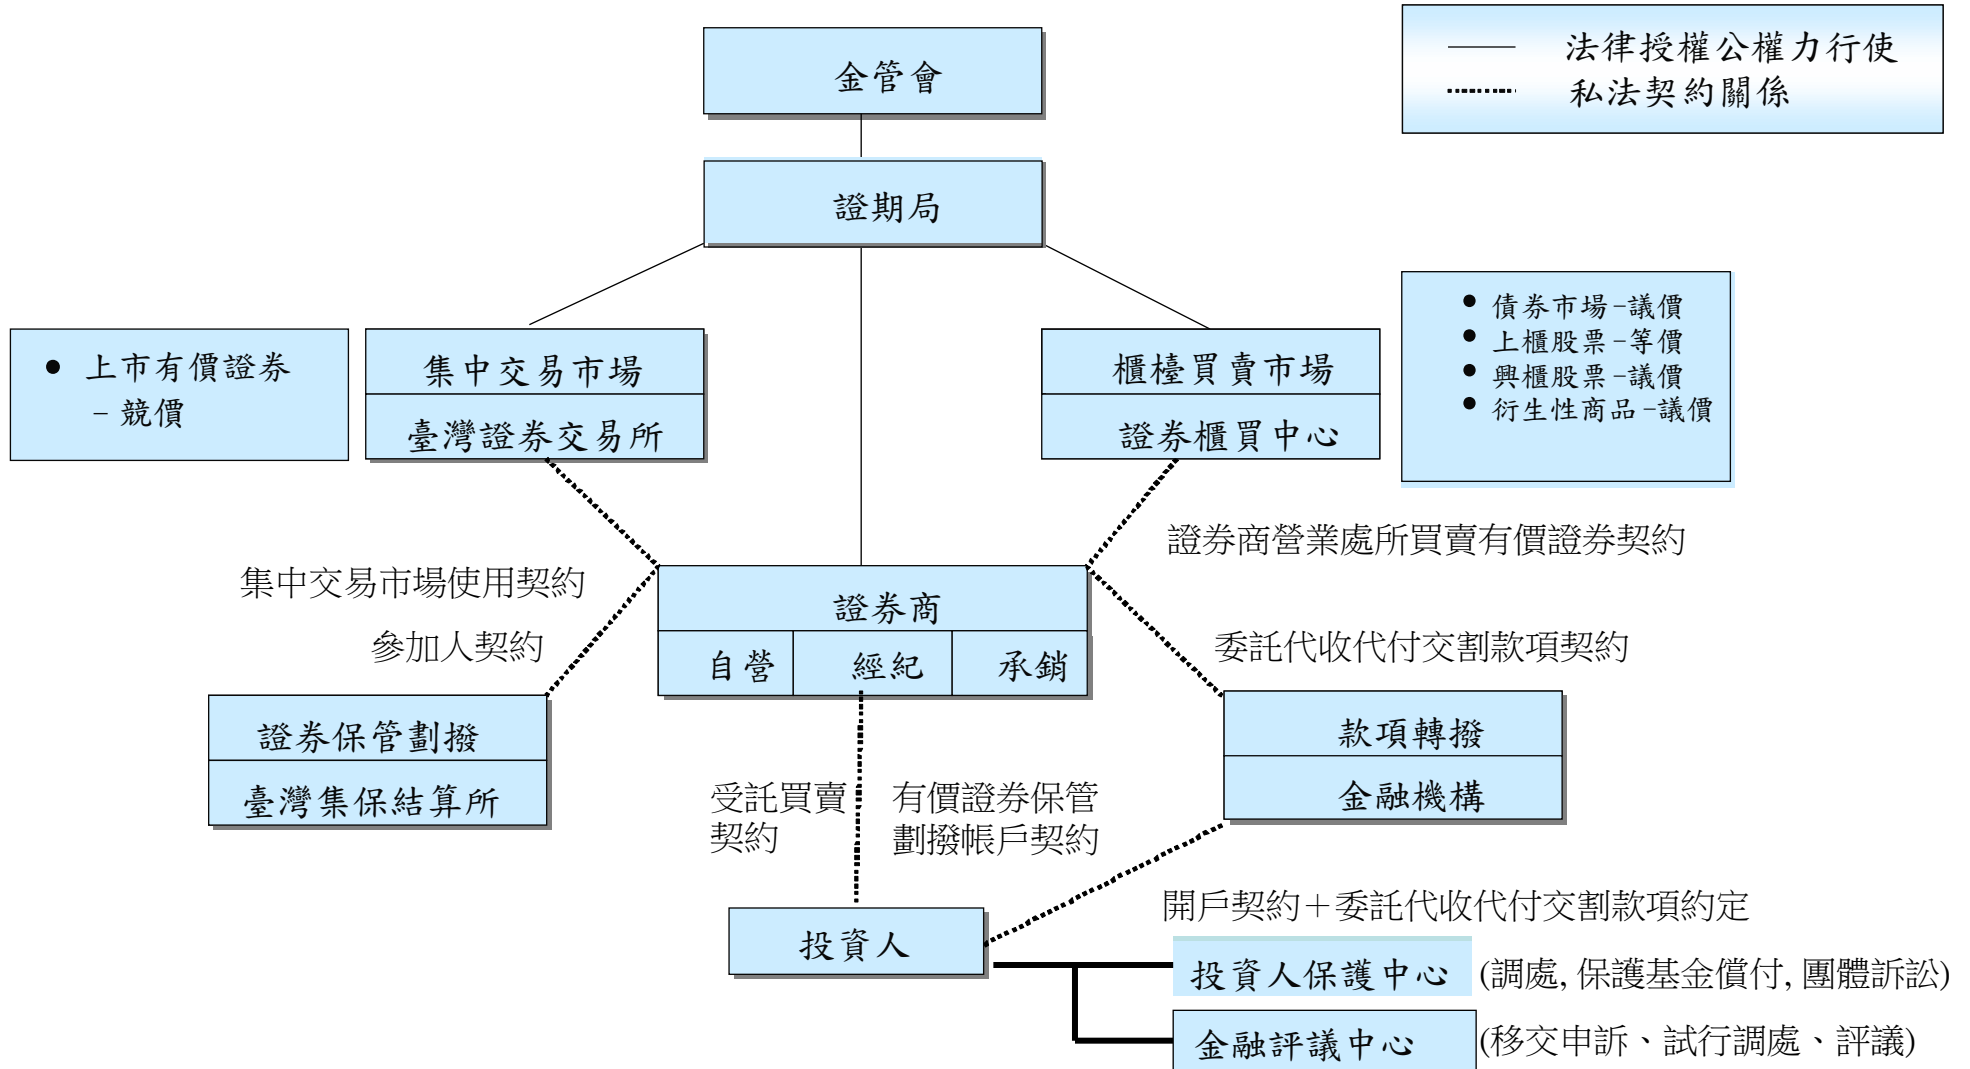 金管會
法律授權公權力行使
私法契約關係
證期局
● 上市有價證券
－競價
集中交易市場
臺灣證券交易所
櫃檯買賣市場
證券櫃買中心
● 債券市場－議價
● 上櫃股票－等價
● 興櫃股票－議價
● 衍生性商品－議價
集中交易市場使用契約
證券商營業處所買賣有價證券契約
參加人契約
證券商
自營
經紀
承銷
委託代收代付交割款項契約
證券保管劃撥
臺灣集保結算所
款項轉撥
金融機構
受託買賣
契約
有價證券保管
劃撥帳戶契約
投資人
開戶契約＋委託代收代付交割款項約定
投資人保護中心 (調處, 保護基金償付, 團體訴訟)
金融評議中心 (移交申訴、試行調處、評議)